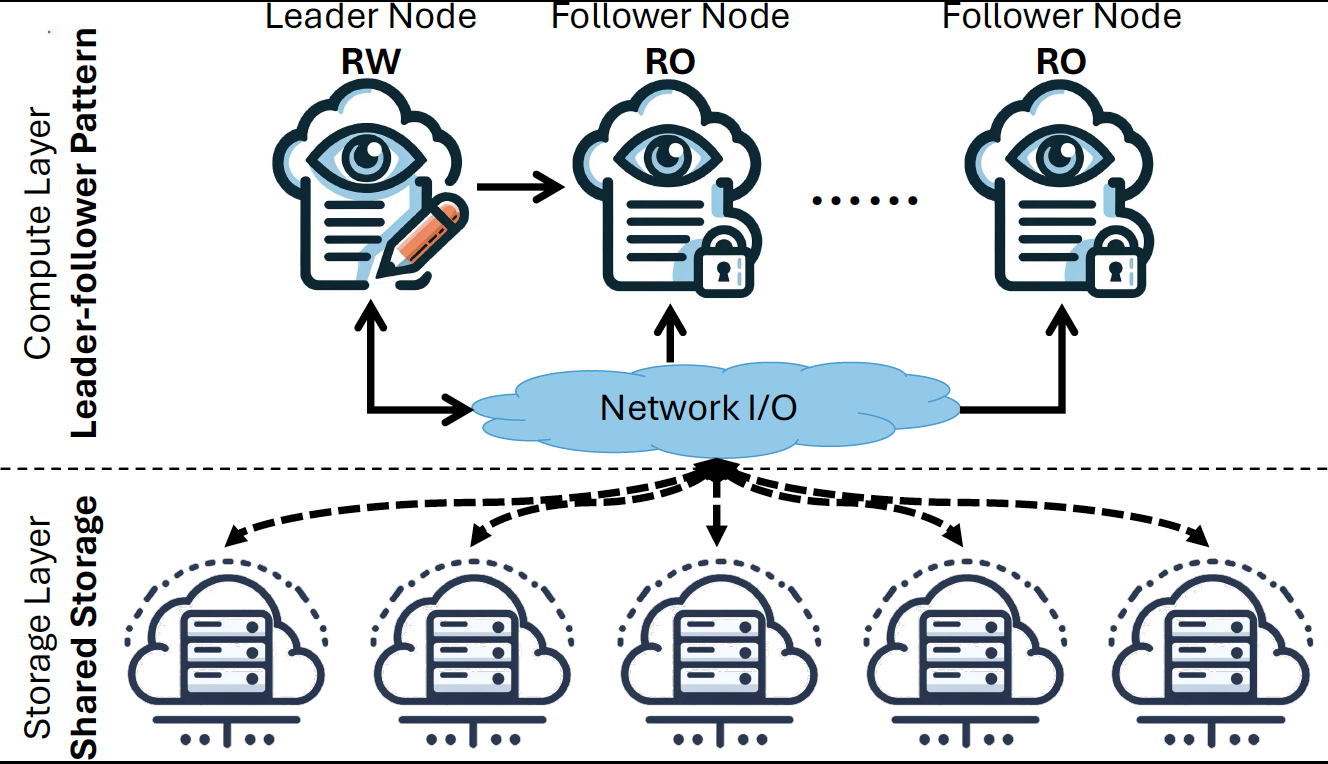 Leader Node
RW
Follower Node
RO
Follower Node
RO
Compute Layer
Leader-follower Pattern
......
Network I/O
Storage Layer
Shared Storage